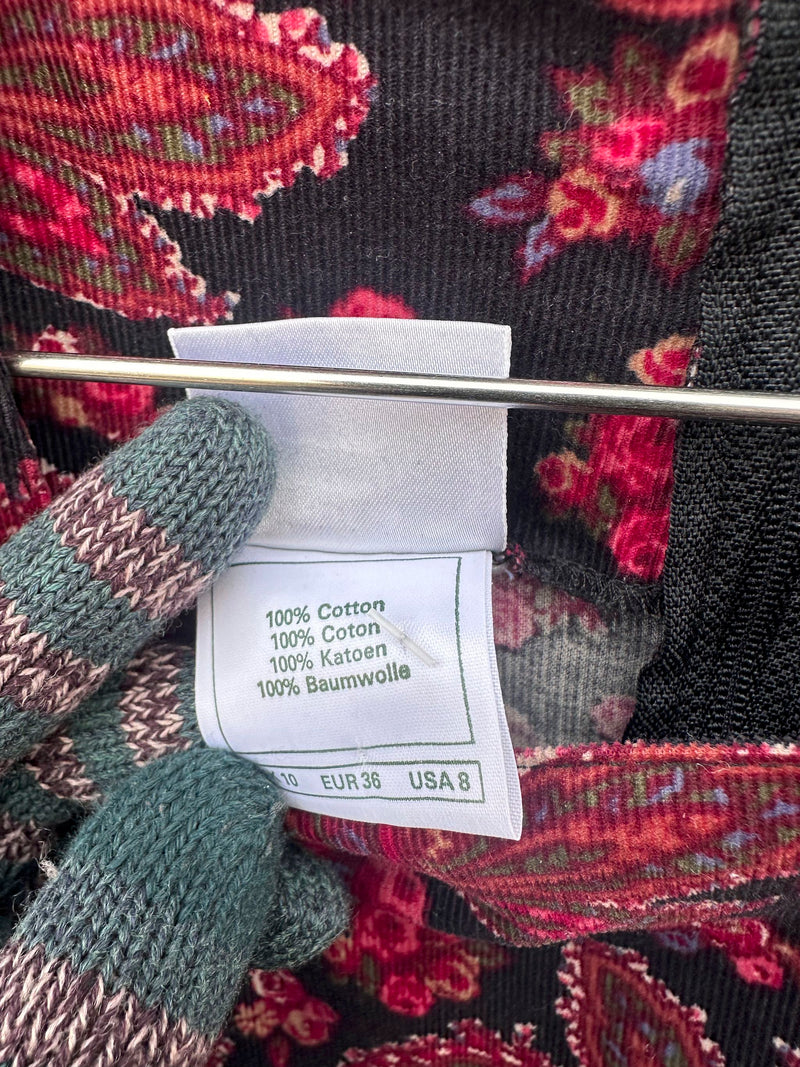 100% Cotton
100% Coton
100% Katoen
100% Baumwolle
10 EUR 36 USA 8